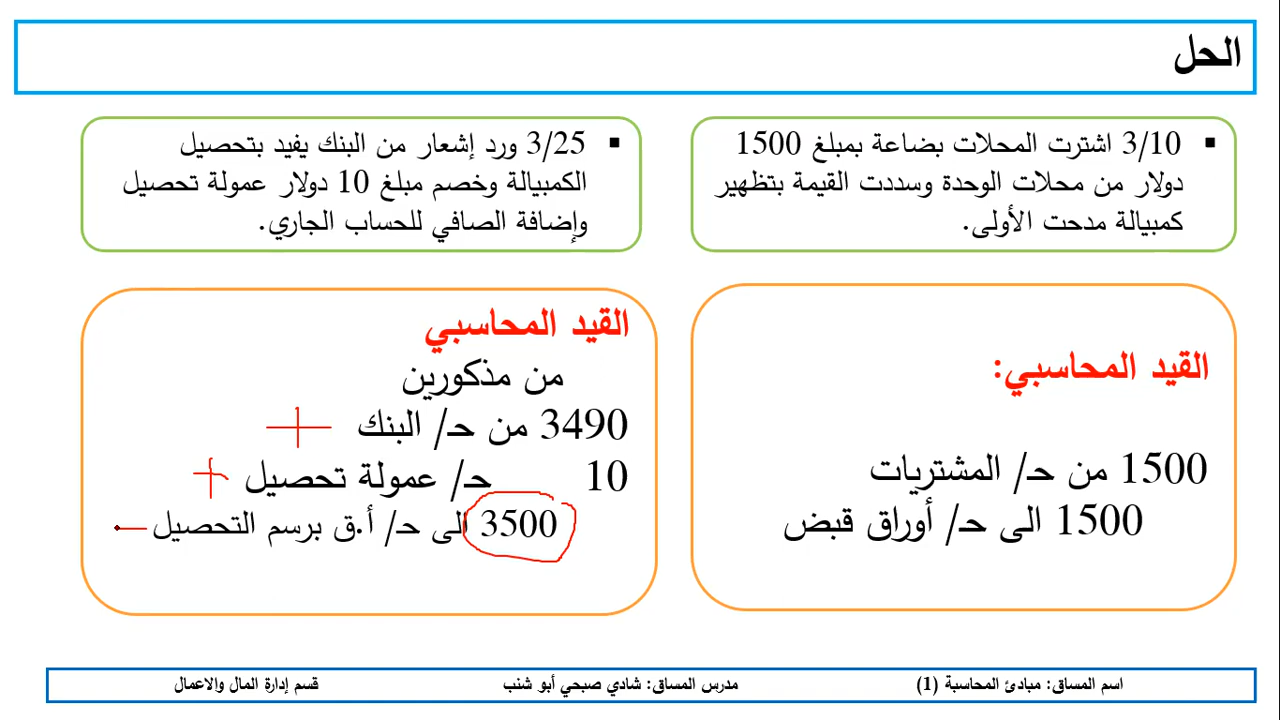 الحل
▪ 3/10 اشترت المحلات بضاعة بمبلغ 1500
دولار من محلات الوحدة وسددت القيمة بتظهير
كمبيالة مدحت الأولى.
▪ 3/25 ورد إشعار من البنك يفيد بتحصيل
الكمبيالة وخصم مبلغ 10 دولار عمولة تحصيل
وإضافة الصافي للحساب الجاري.
القيد المحاسبي:
1500 من حـ/ المشتريات
1500 الى حـ/ أوراق قبض
القيد المحاسبي
من مذكورين
3490 من حـ/ البنك +
10 حـ/ عمولة تحصيل +
3500 الى حـ/ أ.ق برسم التحصيل –
اسم المساق: مبادئ المحاسبة (1)
مدرس المساق: شادي صبحي أبو شنب
قسم إدارة المال والاعمال